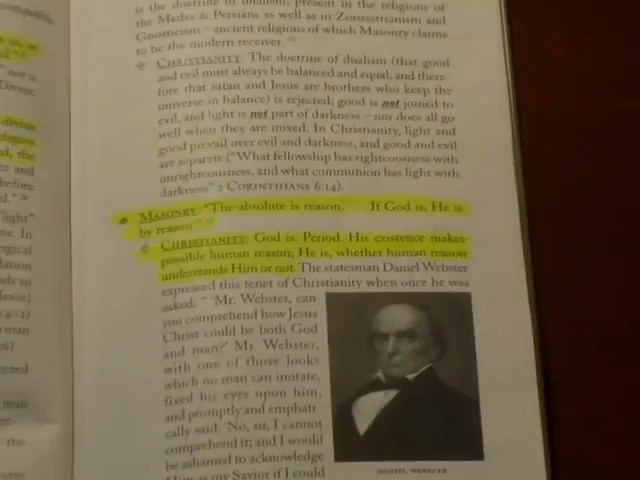 is the doctrine of dualism, present in the religions of
the Medes & Persians as well as in Zoroastrianism and
Gnosticism – ancient religions of which Masonry claims
to be the modern receiver.
❖ CHRISTIANITY: The doctrine of dualism (that good
and evil must always be balanced and equal, and there-
fore that satan and Jesus are brothers who keep the
universe in balance) is rejected; good is not joined to
evil, and light is not part of darkness – nor does all go
well when they are mixed. In Christianity, light and
good prevail over evil and darkness, and good and evil
are separate ("What fellowship has righteousness with
unrighteousness, and what communion has light with
darkness" 2 CORINTHIANS 6:14).
❖ MASONRY: "The absolute is reason. If God is, He is
by reason."
❖ CHRISTIANITY: God is. Period. His existence makes
possible human reason; He is, whether human reason
understands Him or not. The statesman Daniel Webster
expressed this tenet of Christianity when once he was
asked: "'Mr. Webster, can
you comprehend how Jesus
Christ could be both God
and man?' Mr. Webster,
with one of those looks
which no man can imitate,
fixed his eyes upon him,
and promptly and emphati-
cally said: 'No, sir, I cannot
comprehend it; and I would
be ashamed to acknowledge
Him as my Savior if I could
DANIEL WEBSTER